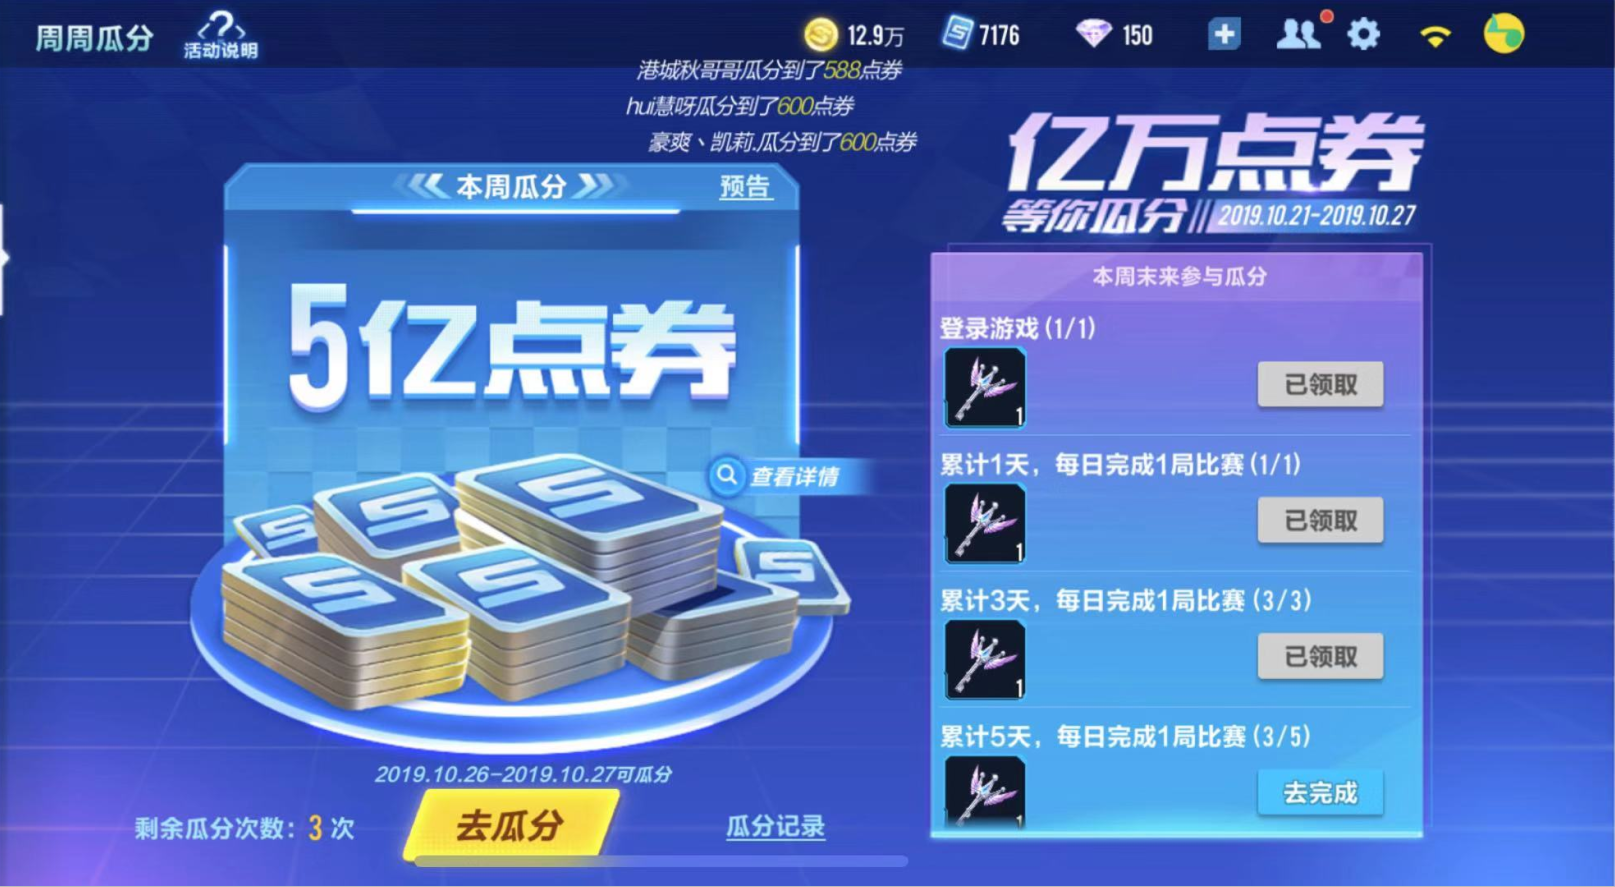 周周瓜分
活动说明
12.9万
7176
150
港城秋哥哥瓜分到了588点券
hui慧呀瓜分到了600点券
豪爽丶凯莉.瓜分到了600点券
本周瓜分
预告
5亿点券
查看详情
2019.10.26-2019.10.27可瓜分
剩余瓜分次数：3次
去瓜分
瓜分记录
亿万点券
等你瓜分
2019.10.21-2019.10.27
本周末来参与瓜分
登录游戏(1/1)
1
已领取
累计1天，每日完成1局比赛(1/1)
1
已领取
累计3天，每日完成1局比赛(3/3)
1
已领取
累计5天，每日完成1局比赛(3/5)
1
去完成